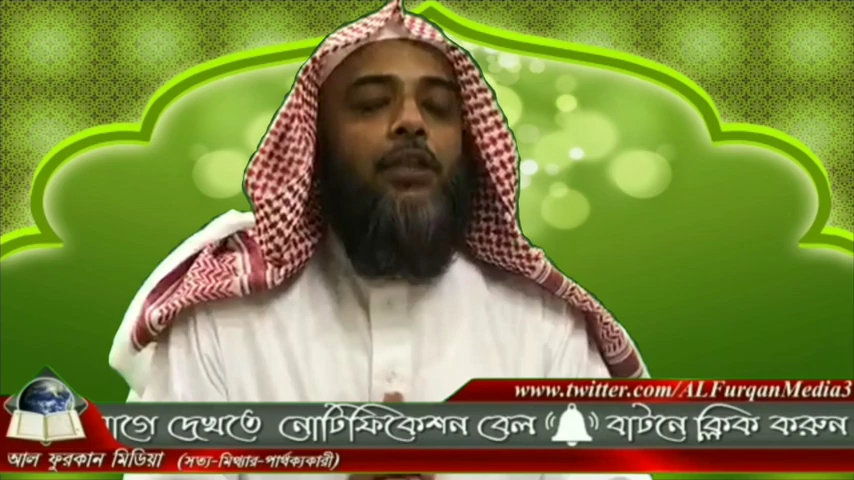 www.twitter.com/ALFurqanMedia3
াগে দেখতে নোটিফিকেশন বেল বাটনে ক্লিক করুন
আল ফুরকান মিডিয়া (সত্য-মিথ্যার-পার্থক্যকারী)